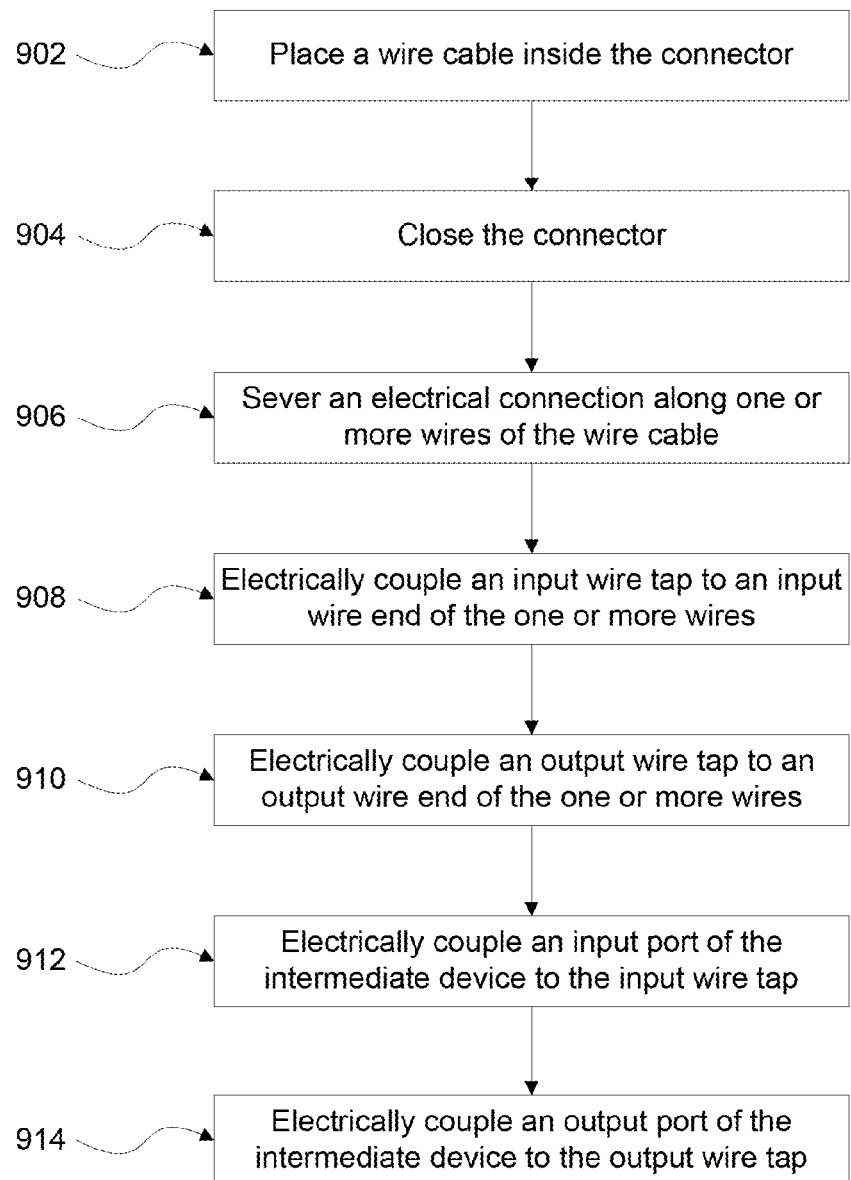 902
Place a wire cable inside the connector
904
Close the connector
906
Sever an electrical connection along one or
more wires of the wire cable
908
Electrically couple an input wire tap to an input
wire end of the one or more wires
910
Electrically couple an output wire tap to an
output wire end of the one or more wires
912
Electrically couple an input port of the
intermediate device to the input wire tap
914
Electrically couple an output port of the
intermediate device to the output wire tap